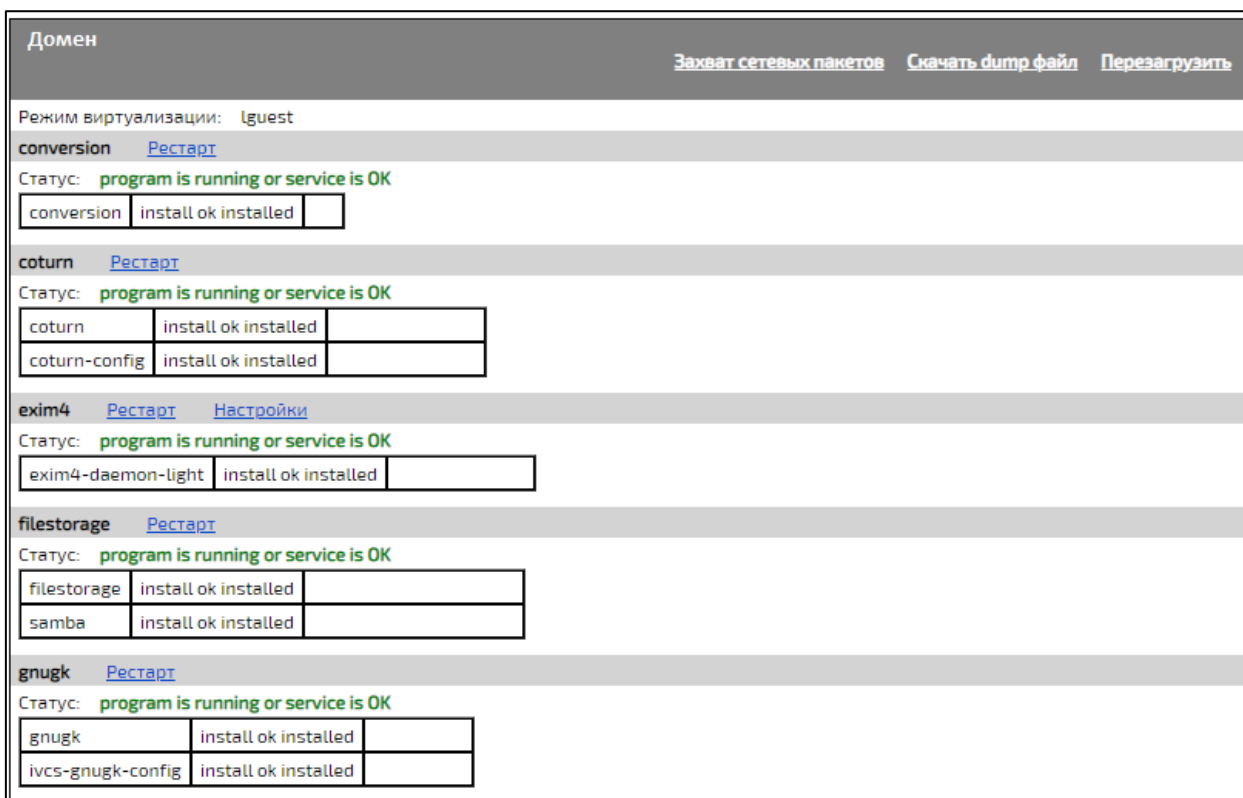 Домен
Захват сетевых пакетов Скачать dump файл Перезагрузить
Режим виртуализации: lguest
conversion Рестарт
Статус: program is running or service is OK
conversion install ok installed
coturn Рестарт
Статус: program is running or service is OK
coturn install ok installed
coturn-config install ok installed
exim4 Рестарт Настройки
Статус: program is running or service is OK
exim4-daemon-light install ok installed
filestorage Рестарт
Статус: program is running or service is OK
filestorage install ok installed
samba install ok installed
gnugk Рестарт
Статус: program is running or service is OK
gnugk install ok installed
ivcs-gnugk-config install ok installed